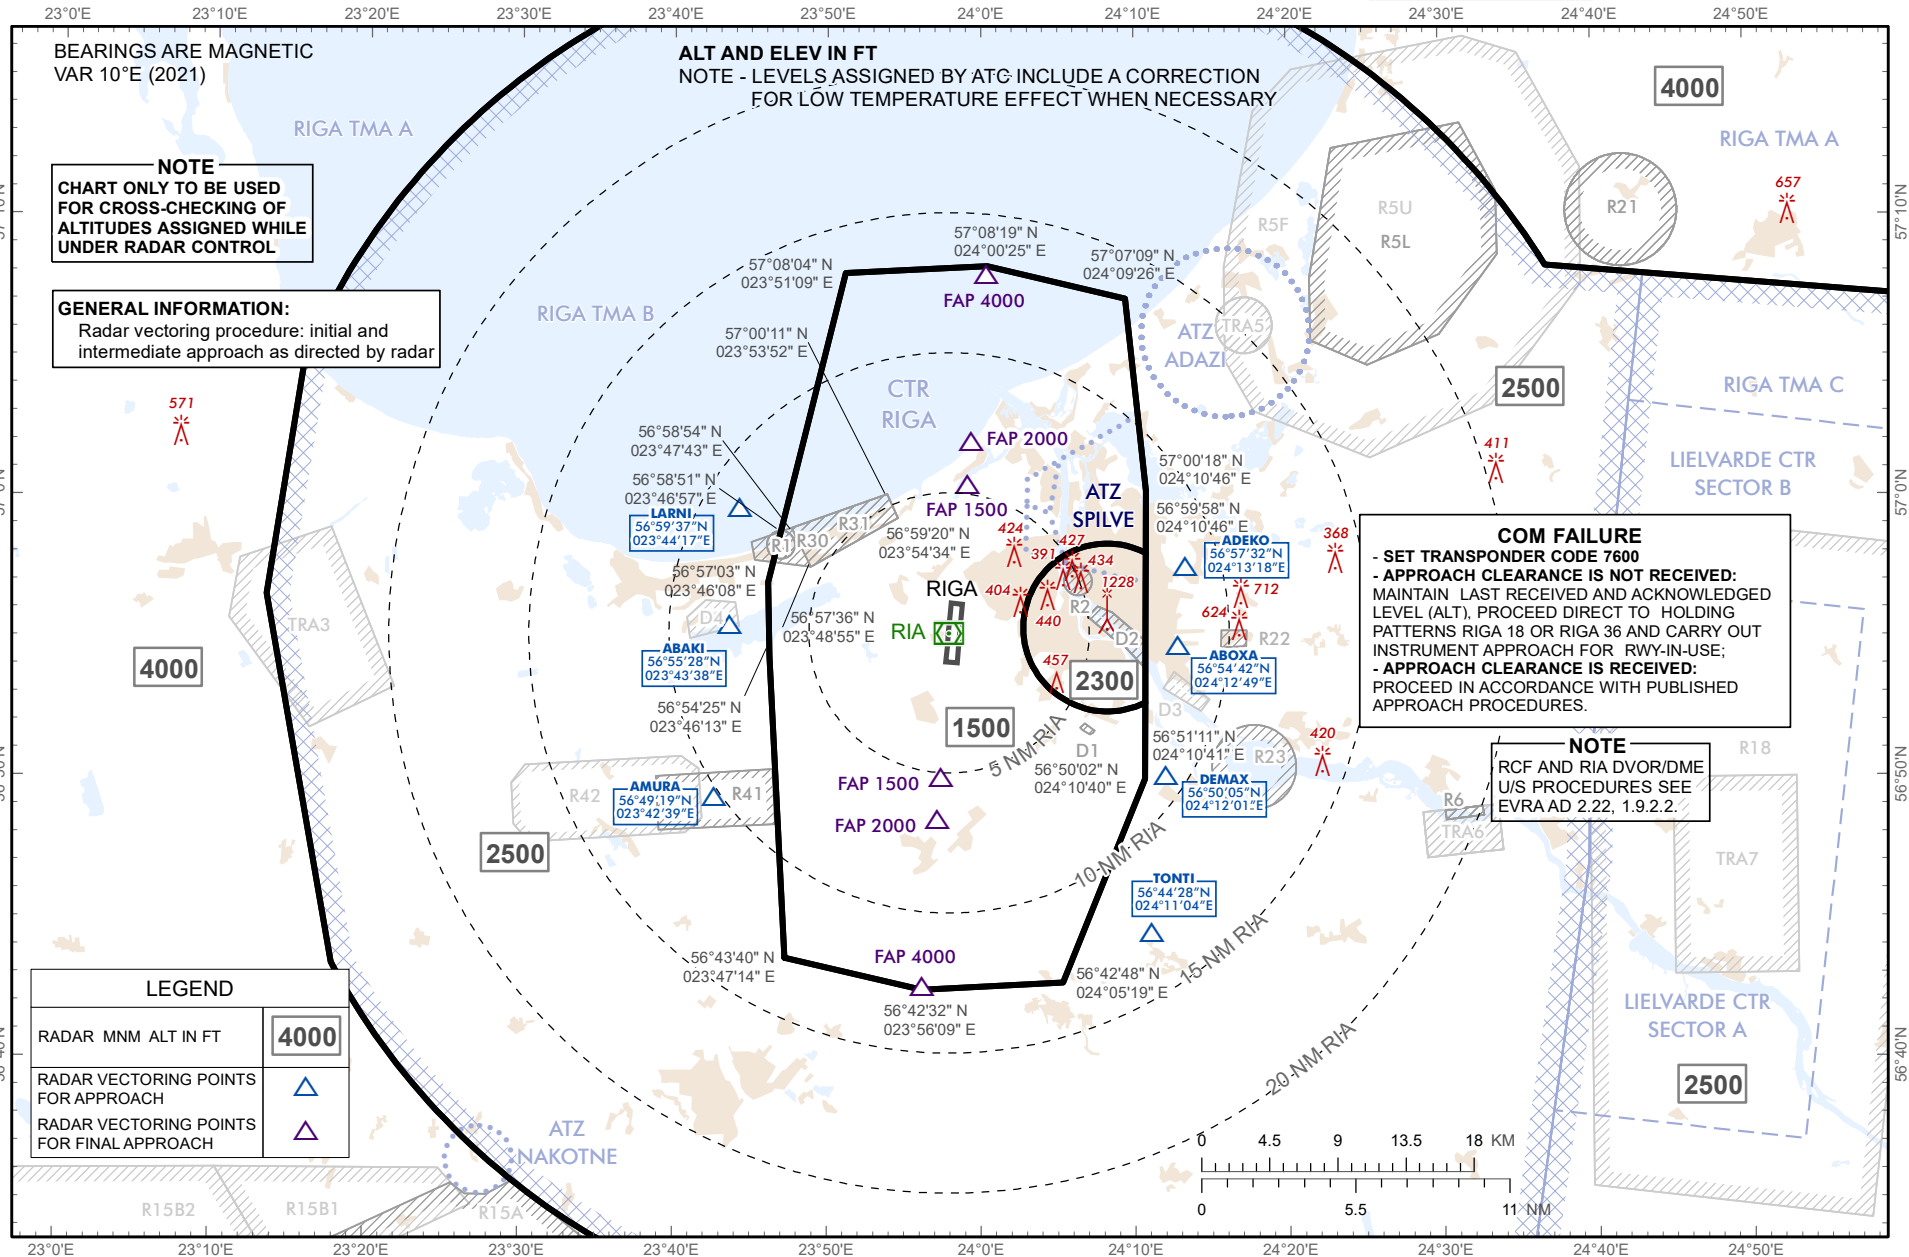 23°0'E 23°10'E 23°20'E 23°30'E 23°40'E 23°50'E 24°0'E 24°10'E 24°20'E 24°30'E 24°40'E 24°50'E
BEARINGS ARE MAGNETIC
VAR 10°E (2021)
ALT AND ELEV IN FT
NOTE - LEVELS ASSIGNED BY ATC INCLUDE A CORRECTION
FOR LOW TEMPERATURE EFFECT WHEN NECESSARY
4000
RIGA TMA A
RIGA TMA A
NOTE
CHART ONLY TO BE USED
FOR CROSS-CHECKING OF
ALTITUDES ASSIGNED WHILE
UNDER RADAR CONTROL
657
R21
R5U
R5L
R5F
57°10'N
57°08'19" N
024°00'25" E
57°07'09" N
024°09'26" E
57°08'04" N
023°51'09" E
FAP 4000
GENERAL INFORMATION:
Radar vectoring procedure: initial and
intermediate approach as directed by radar
RIGA TMA B
57°00'11" N
023°53'52" E
ATZ
ADAZI
TRA5
CTR
RIGA
2500
RIGA TMA C
571
56°58'54" N
023°47'43" E
FAP 2000
411
LIELVARDE CTR
SECTOR B
57°00'18" N
024°10'46" E
56°58'51" N
023°46'57" E
57°0'N
LARNI
56°59'37"N
023°44'17"E
FAP 1500
ATZ
SPILVE
56°59'58" N
024°10'46" E
R1
R30
R31
56°59'20" N
023°54'34" E
424
391
427
434
368
ADEKO
56°57'32"N
024°13'18"E
COM FAILURE
- SET TRANSPONDER CODE 7600
- APPROACH CLEARANCE IS NOT RECEIVED:
MAINTAIN LAST RECEIVED AND ACKNOWLEDGED
LEVEL (ALT), PROCEED DIRECT TO HOLDING
PATTERNS RIGA 18 OR RIGA 36 AND CARRY OUT
INSTRUMENT APPROACH FOR RWY-IN-USE;
- APPROACH CLEARANCE IS RECEIVED:
PROCEED IN ACCORDANCE WITH PUBLISHED
APPROACH PROCEDURES.
56°57'03" N
023°46'08" E
RIGA
404
440
1228
712
624
R2
D2
R22
TRA3
D4
56°57'36" N
023°48'55" E
RIA
ABAKI
56°55'28"N
023°43'38"E
4000
457
2300
ABOXA
56°54'42"N
024°12'49"E
56°54'25" N
023°46'13" E
1500
D3
D1
5 NM RIA
56°51'11" N
024°10'41" E
420
R23
NOTE
RCF AND RIA DVOR/DME
U/S PROCEDURES SEE
EVRA AD 2.22, 1.9.2.2.
R18
56°50'N
56°50'02" N
024°10'40" E
DEMAX
56°50'05"N
024°12'01"E
FAP 1500
R42
AMURA
56°49'19"N
023°42'39"E
R41
FAP 2000
R6
TRA6
2500
10 NM RIA
TRA7
TONTI
56°44'28"N
024°11'04"E
15 NM RIA
56°43'40" N
023°47'14" E
FAP 4000
56°42'48" N
024°05'19" E
56°42'32" N
023°56'09" E
LIELVARDE CTR
SECTOR A
2500
20 NM RIA
56°40'N
LEGEND
RADAR MNM ALT IN FT
4000
RADAR VECTORING POINTS
FOR APPROACH
RADAR VECTORING POINTS
FOR FINAL APPROACH
ATZ
NAKOTNE
R15B2
R15B1
R15A
0 4.5 9 13.5 18 KM
0 5.5 11 NM
23°0'E 23°10'E 23°20'E 23°30'E 23°40'E 23°50'E 24°0'E 24°10'E 24°20'E 24°30'E 24°40'E 24°50'E